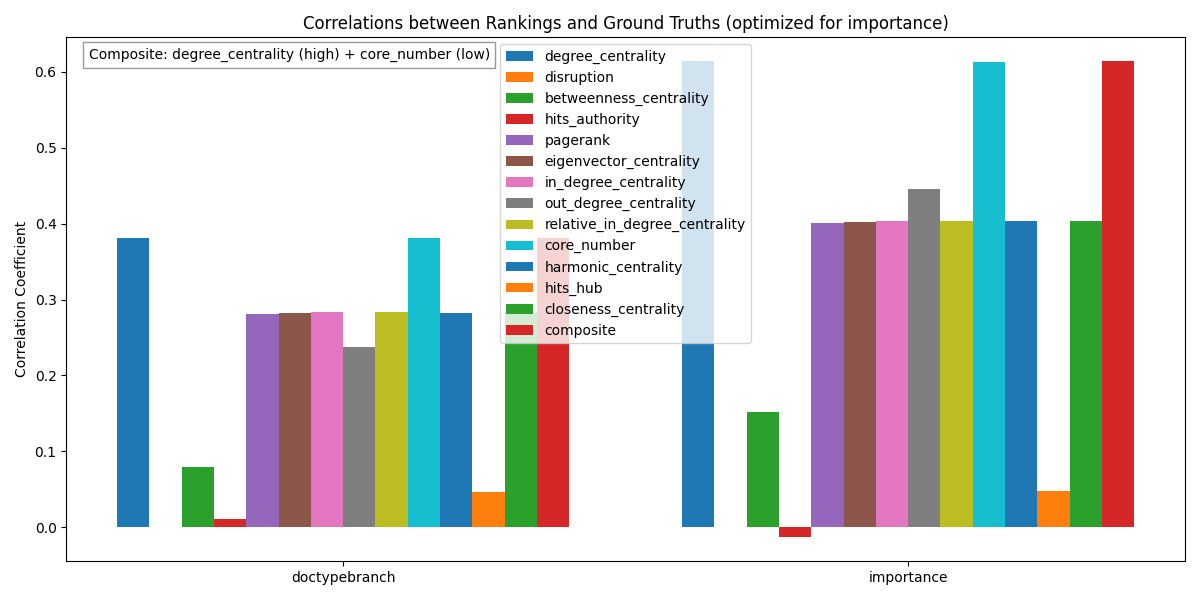 Correlations between Rankings and Ground Truths (optimized for importance)
Composite: degree_centrality (high) + core_number (low)
degree_centrality
disruption
betweenness_centrality
hits_authority
pagerank
eigenvector_centrality
in_degree_centrality
out_degree_centrality
relative_in_degree_centrality
core_number
harmonic_centrality
hits_hub
closeness_centrality
composite
Correlation Coefficient
0.6
0.5
0.4
0.3
0.2
0.1
0.0
doctypebranch
importance